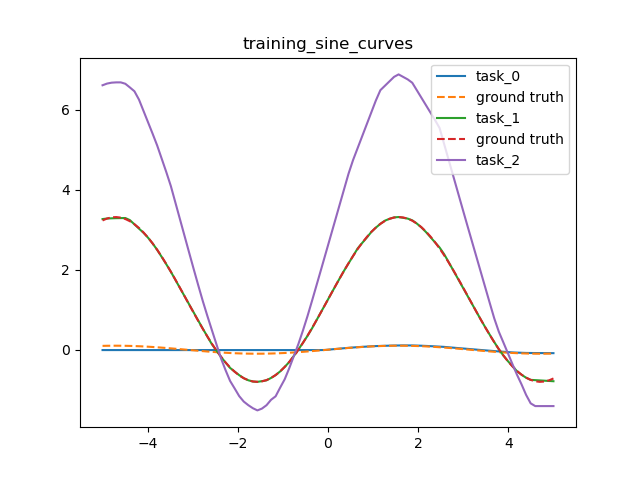 training_sine_curves
task_0
ground truth
task_1
ground truth
task_2
6
4
2
0
−4
−2
0
2
4